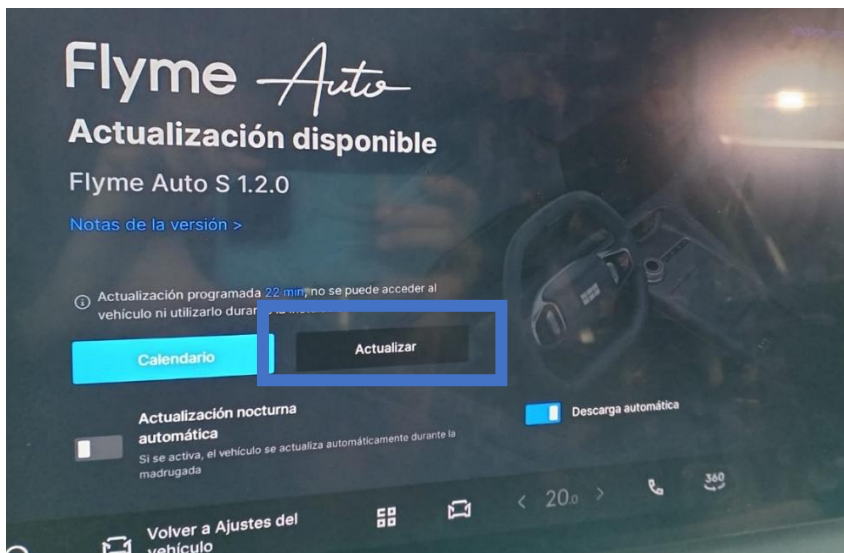 Flyme Auto
Actualización disponible
Flyme Auto S 1.2.0
Notas de la versión >
Actualización programada 22 min, no se puede acceder al
vehículo ni utilizarlo durante la
Calendario
Actualizar
Actualización nocturna
automática
Si se activa, el vehículo se actualiza automáticamente durante la
madrugada
Descarga automática
Volver a Ajustes del
vehículo
< 20.0 >
360